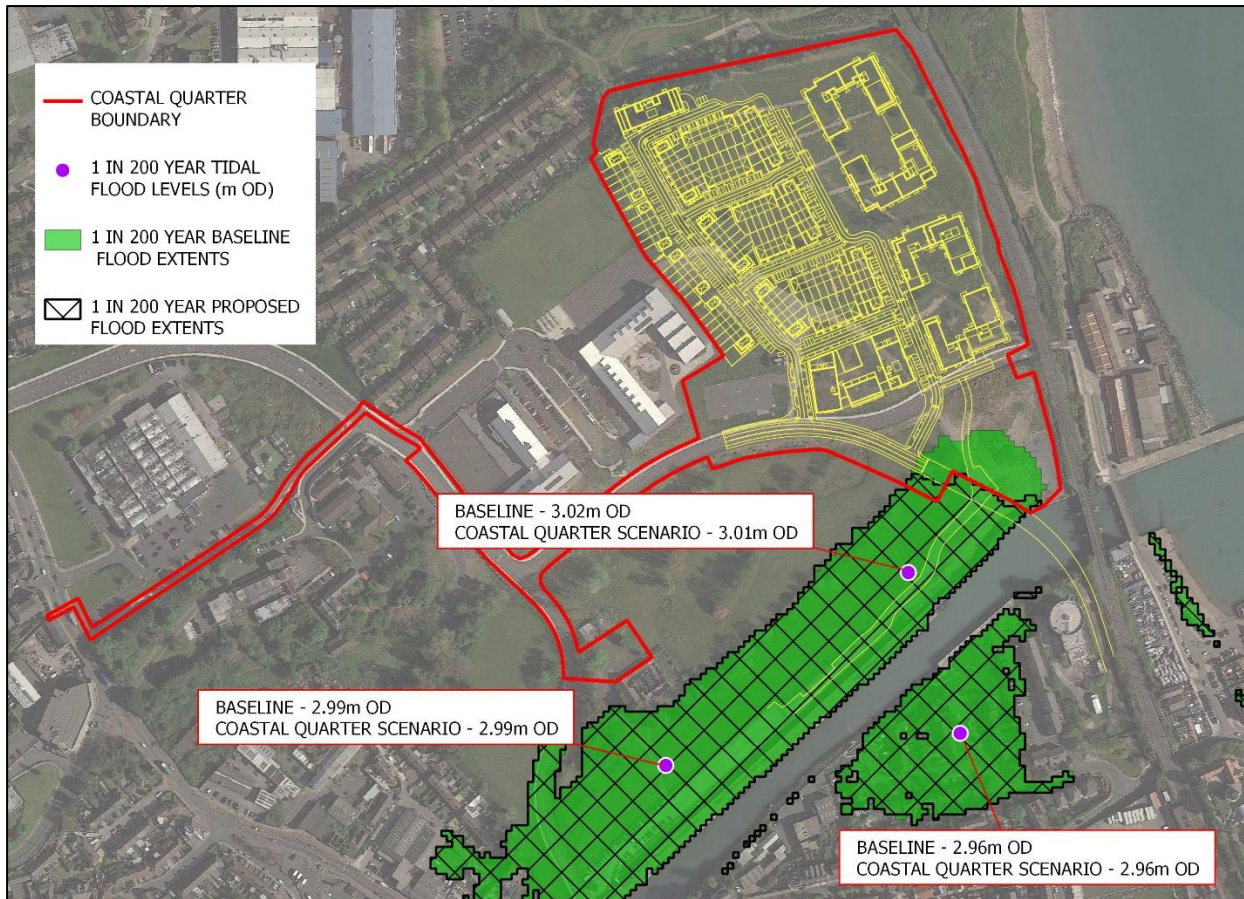 COASTAL QUARTER
BOUNDARY
1 IN 200 YEAR TIDAL
FLOOD LEVELS (m OD)
1 IN 200 YEAR BASELINE
FLOOD EXTENTS
1 IN 200 YEAR PROPOSED
FLOOD EXTENTS
BASELINE - 3.02m OD
COASTAL QUARTER SCENARIO - 3.01m OD
BASELINE - 2.99m OD
COASTAL QUARTER SCENARIO - 2.99m OD
BASELINE - 2.96m OD
COASTAL QUARTER SCENARIO - 2.96m OD